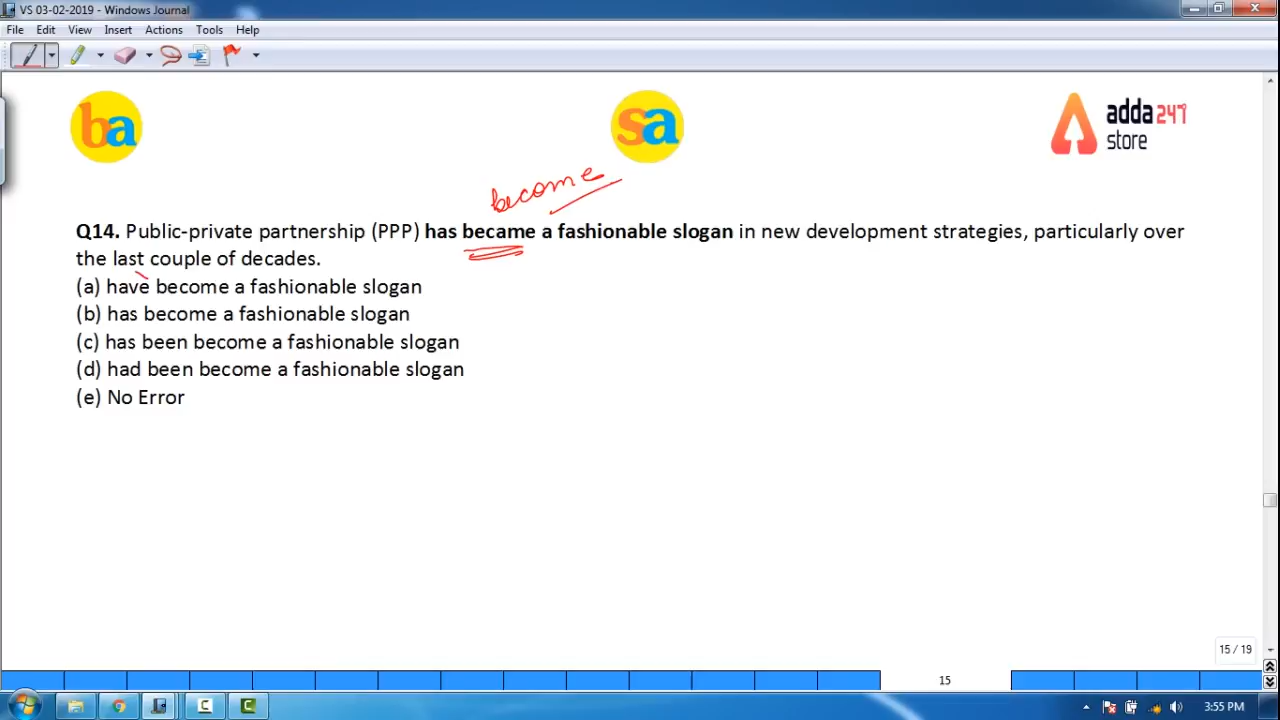 VS 03-02-2019 - Windows Journal
File Edit View Insert Actions Tools Help
ba
sa
adda 247
store
become
Q14. Public-private partnership (PPP) has became a fashionable slogan in new development strategies, particularly over
the last couple of decades.
(a) have become a fashionable slogan
(b) has become a fashionable slogan
(c) has been become a fashionable slogan
(d) had been become a fashionable slogan
(e) No Error
15 / 19
15
3:55 PM